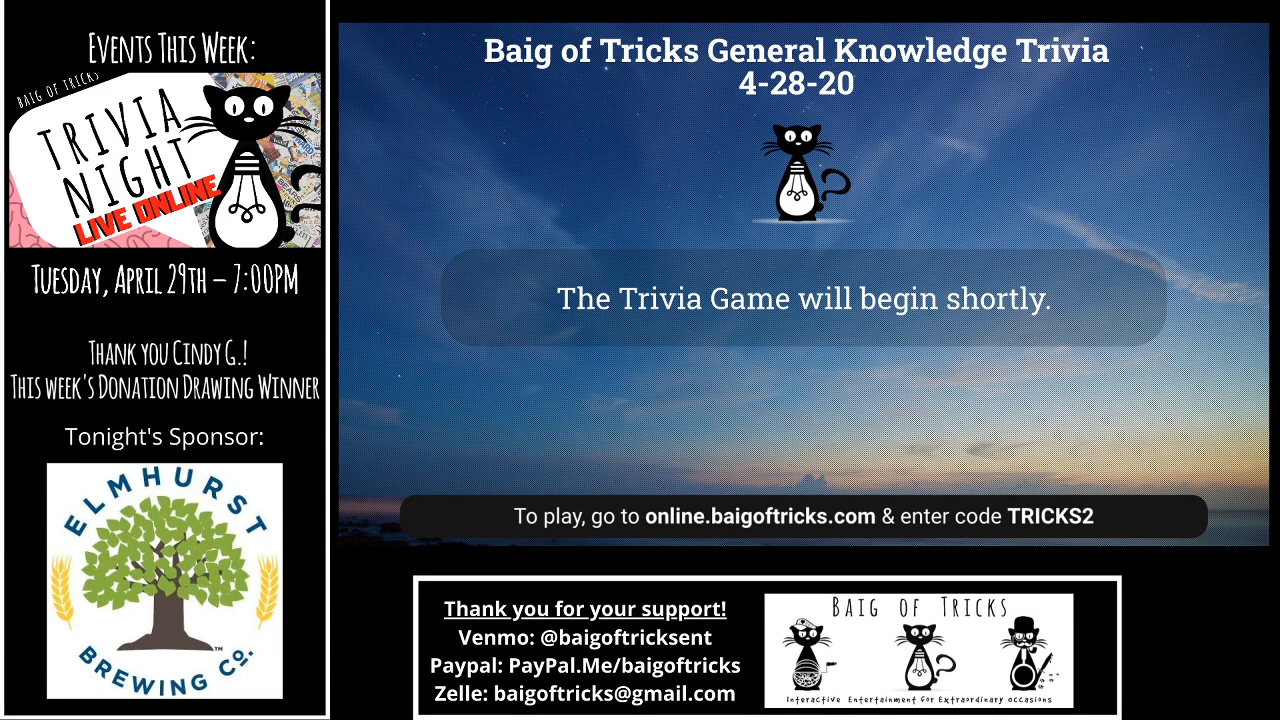 Events This Week:
BAIG OF TRICKS
TRIVIA
NIGHT
LIVE ONLINE
Tuesday, April 29th – 7:00PM
Thank you Cindy G.!
This week's Donation Drawing Winner
Tonight's Sponsor:
ELMHURST
BREWING CO.
TM
Baig of Tricks General Knowledge Trivia
4-28-20
The Trivia Game will begin shortly.
To play, go to online.baigoftricks.com & enter code TRICKS2
Thank you for your support!
Venmo: @baigoftricksent
Paypal: PayPal.Me/baigoftricks
Zelle: baigoftricks@gmail.com
Baig of Tricks
Interactive Entertainment for Extraordinary occasions